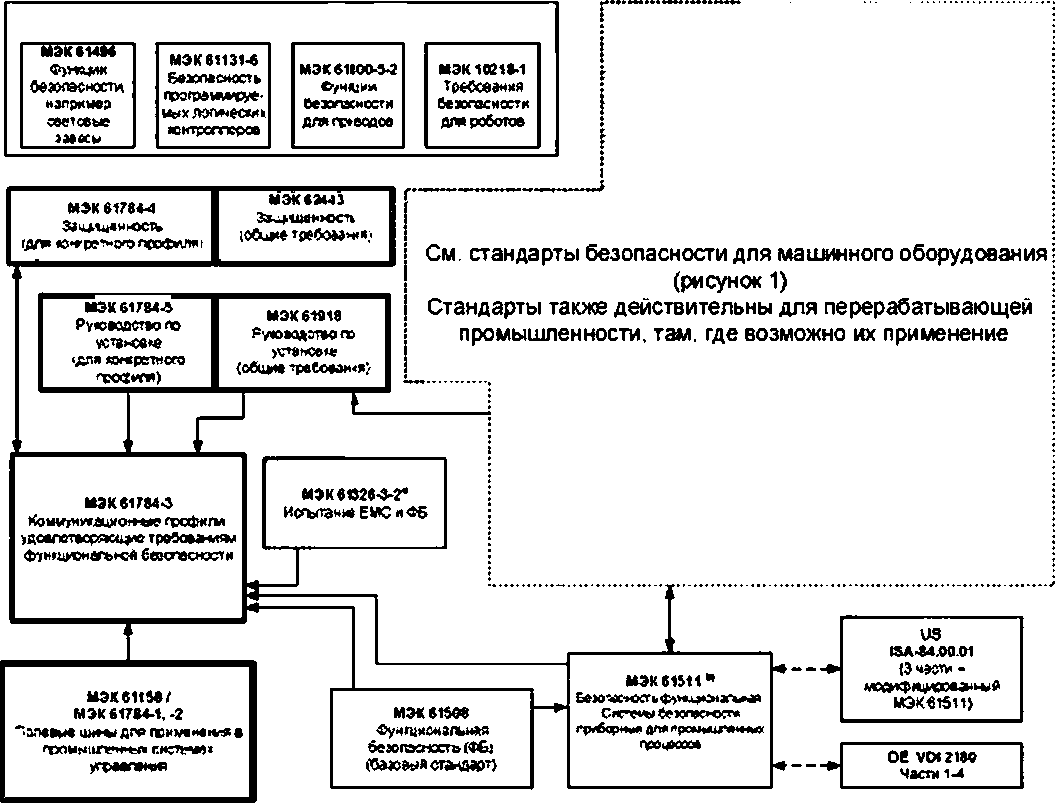 МЭК 61496
Функции
безопасности,
например
световые
завесы
МЭК 61131-6
Безопасность
программируе-
мых логических
контроллеров
МЭК 61800-5-2
Функции
безопасности
для приводов
МЭК 10218-1
Требования
безопасности
для роботов
МЭК 61784-4
Защищенность
(для конкретного профиля)
МЭК 62443
Защищенность
(общие требования)
См. стандарты безопасности для машинного оборудования
(рисунок 1)
Стандарты также действительны для перерабатывающей
промышленности, там, где возможно их применение
МЭК 61784-5
Руководство по
установке
(для конкретного
профиля)
МЭК 61918
Руководство по
установке
(общие требования)
МЭК 61784-3
Коммуникационные профили
удовлетворяющие требованиям
функциональной безопасности
МЭК 61326-3-2ª
Испытание ЕМС и ФБ
МЭК 61158 /
МЭК 61784-1, -2
Полевые шины для применения в
промышленных системах
управления
МЭК 61508
Функциональная
безопасность (ФБ)
(базовый стандарт)
МЭК 61511 b)
Безопасность функциональная
Системы безопасности
приборные для промышленных
процессов
US
ISA-84.00.01
(3 части =
модифицированный
МЭК 61511)
DE VDI 2180
Части 1-4